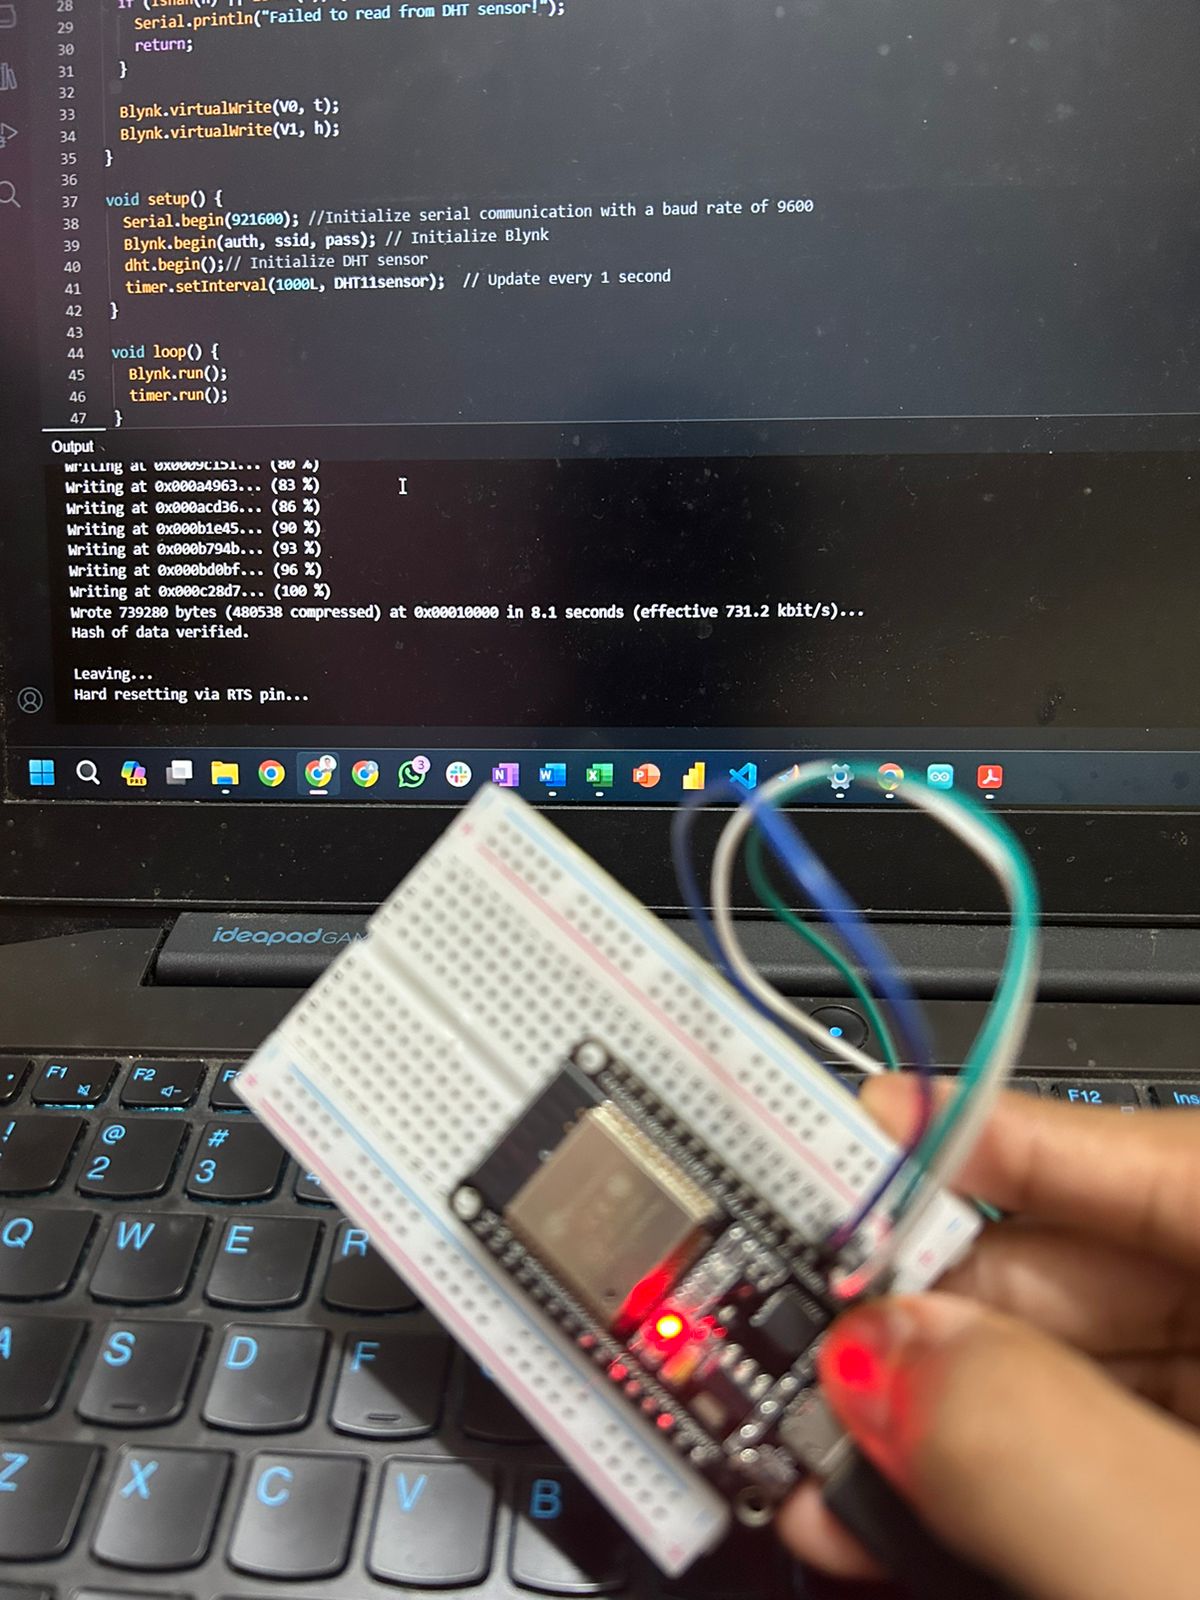 28
29 Serial.println("Failed to read from DHT sensor!");
30 return;
31 }
32
33 Blynk.virtualWrite(V0, t);
34 Blynk.virtualWrite(V1, h);
35 }
36
37 void setup() {
38 Serial.begin(921600); //Initialize serial communication with a baud rate of 9600
39 Blynk.begin(auth, ssid, pass); // Initialize Blynk
40 dht.begin();// Initialize DHT sensor
41 timer.setInterval(1000L, DHT11sensor); // Update every 1 second
42 }
43
44 void loop() {
45 Blynk.run();
46 timer.run();
47 }
Output
Writing at 0x0009c151... (80 %)
Writing at 0x000a4963... (83 %)
Writing at 0x000acd36... (86 %)
Writing at 0x000b1e45... (90 %)
Writing at 0x000b794b... (93 %)
Writing at 0x000bd0bf... (96 %)
Writing at 0x000c28d7... (100 %)
Wrote 739280 bytes (480538 compressed) at 0x00010000 in 8.1 seconds (effective 731.2 kbit/s)...
Hash of data verified.
Leaving...
Hard resetting via RTS pin...
PRE 3 N W X P
ideapad GAM
F1 F2 F12 Ins
! @ 2 # 3
Q W E R
A S D F
Z X C V B